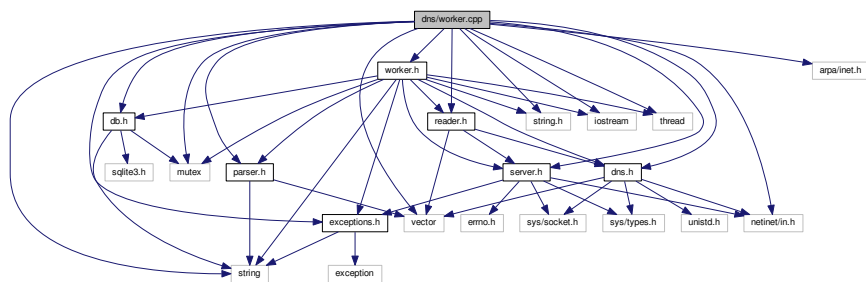 dns/worker.cpp
worker.h
arpa/inet.h
db.h
reader.h
string.h
iostream
thread
sqlite3.h
mutex
parser.h
server.h
dns.h
exceptions.h
vector
errno.h
sys/socket.h
sys/types.h
unistd.h
netinet/in.h
string
exception